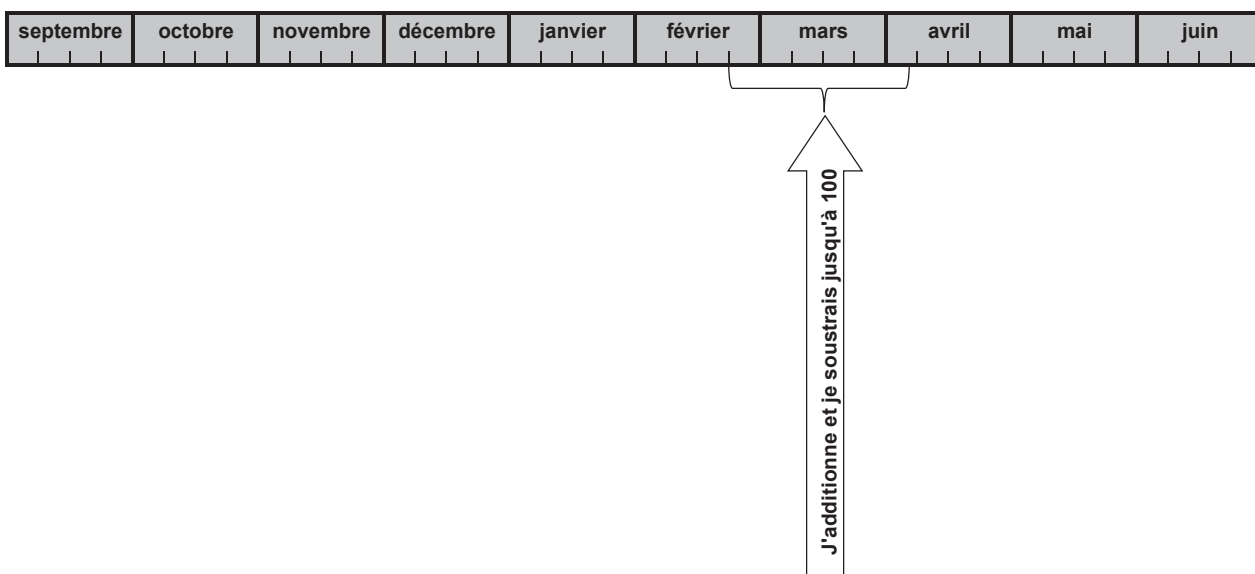 septembre octobre novembre décembre janvier février mars avril mai juin
J'additionne et je soustrais jusqu'à 100